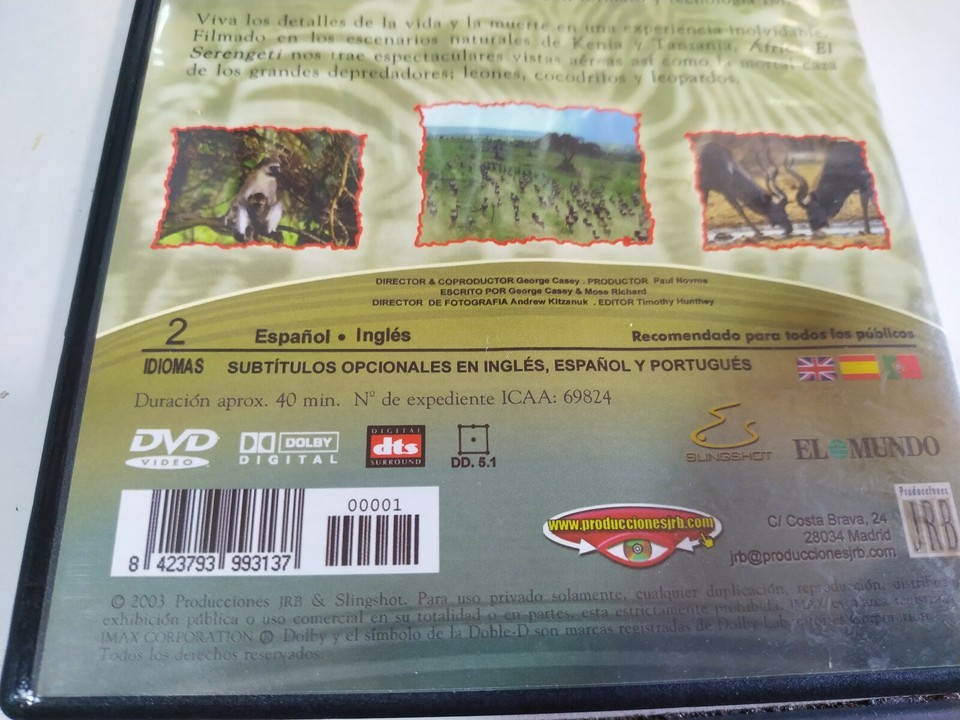 Viva los detalles de la vida y la muerte en una experiencia inolvidable.
Filmado en los escenarios naturales de Kenia y Tanzania, África El
Serengeti nos trae espectaculares vistas aéreas así como la mortal caza
de los grandes depredadores; leones, cocodrilos y leopardos.
DIRECTOR & COPRODUCTOR George Casey . PRODUCTOR Paul Novros
ESCRITO POR George Casey & Mose Richard
DIRECTOR DE FOTOGRAFIA Andrew Kitzanuk . EDITOR Timothy Hunthey
2 Español • Inglés Recomendado para todos los públicos
IDIOMAS SUBTÍTULOS OPCIONALES EN INGLÉS, ESPAÑOL Y PORTUGUÉS
Duración aprox. 40 min. Nº de expediente ICAA: 69824
DVD VIDEO
DOLBY DIGITAL
DIGITAL dts SURROUND
DD. 5.1
SLINGSHOT
EL MUNDO
8 423793 993137
00001
www.produccionesjrb.com
C/ Costa Brava, 24
28034 Madrid
jrb@produccionesjrb.com
Producciones
JRB
© 2003 Producciones JRB & Slingshot. Para uso privado solamente, cualquier duplicación, reproducción,
exhibición pública o uso comercial en su totalidad o en partes, esta estrictamente prohibila. IMAX es marca
IMAX CORPORATION ® Dolby y el símbolo de la Doble-D son marcas registradas de Dolby Laboratories Corporation.
Todos los derechos reservados.